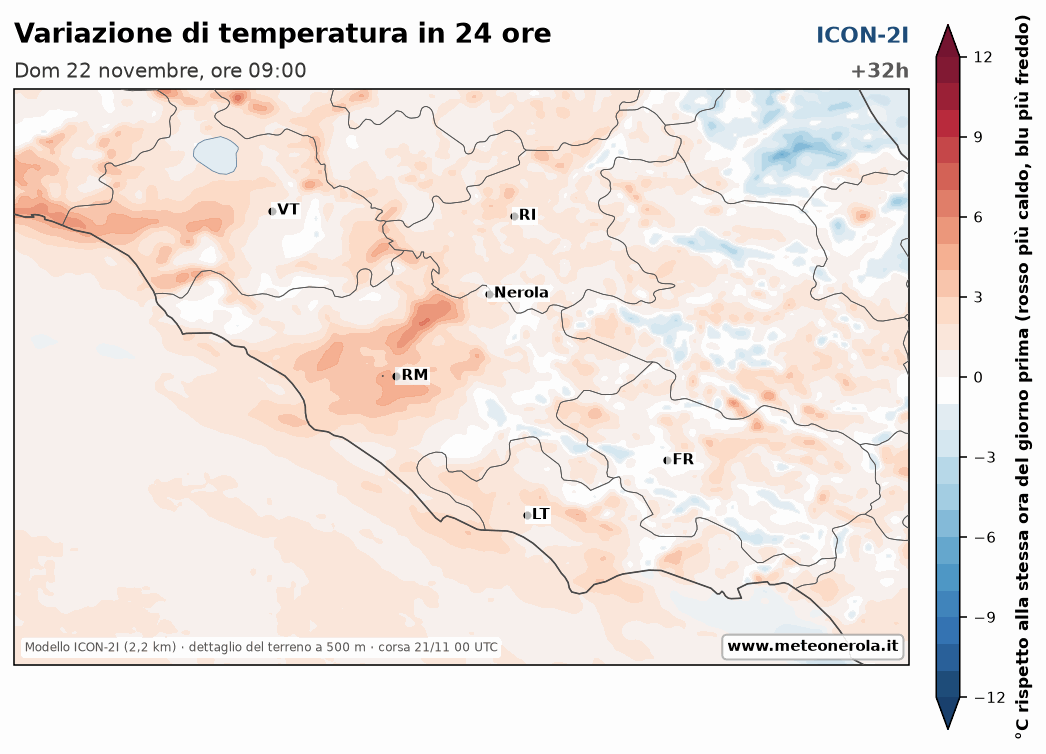 Variazione di temperatura in 24 ore
ICON-2I
Dom 22 novembre, ore 09:00
+32h
VT
RI
Nerola
RM
FR
LT
Modello ICON-2I (2,2 km) · dettaglio del terreno a 500 m · corsa 21/11 00 UTC
www.meteonerola.it
12
9
6
3
0
−3
−6
−9
−12
°C rispetto alla stessa ora del giorno prima (rosso più caldo, blu più freddo)